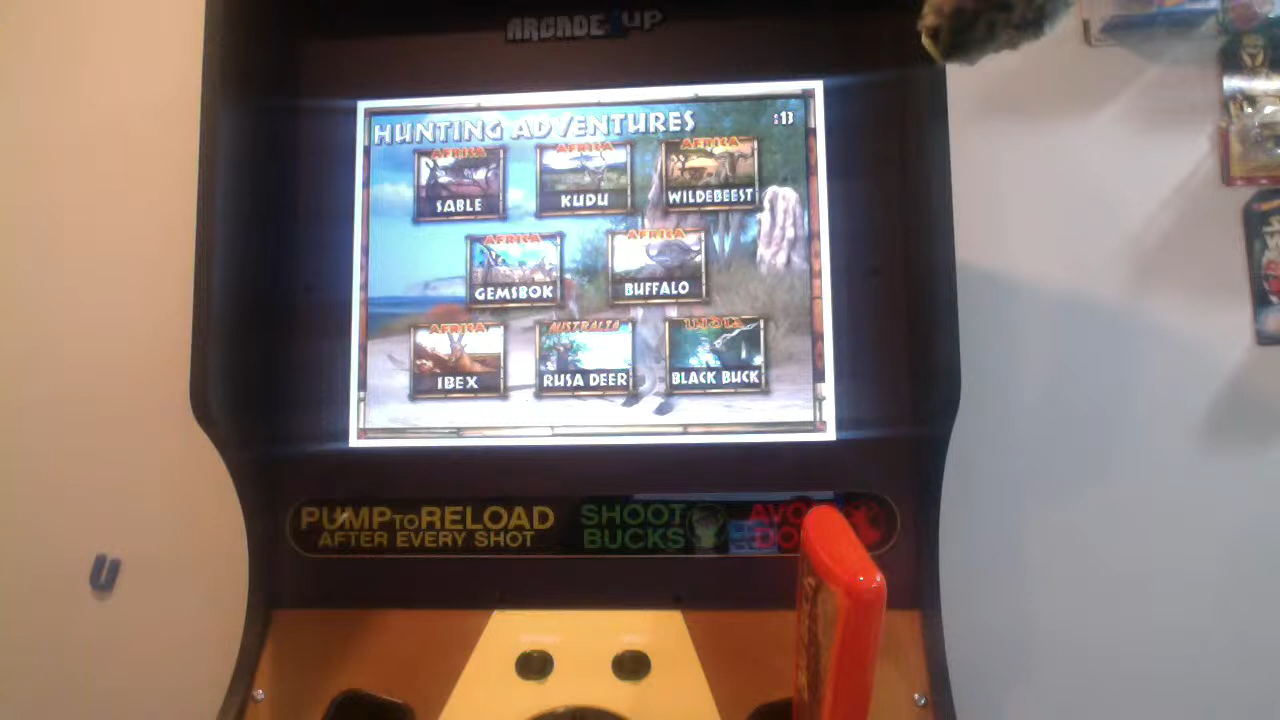 ARCADE1UP
HUNTING ADVENTURES
:13
AFRICA
SABLE
AFRICA
KUDU
AFRICA
WILDEBEEST
AFRICA
GEMSBOK
AFRICA
BUFFALO
AFRICA
IBEX
AUSTRALIA
RUSA DEER
INDIA
BLACK BUCK
PUMP TO RELOAD
AFTER EVERY SHOT
SHOOT
BUCKS
U